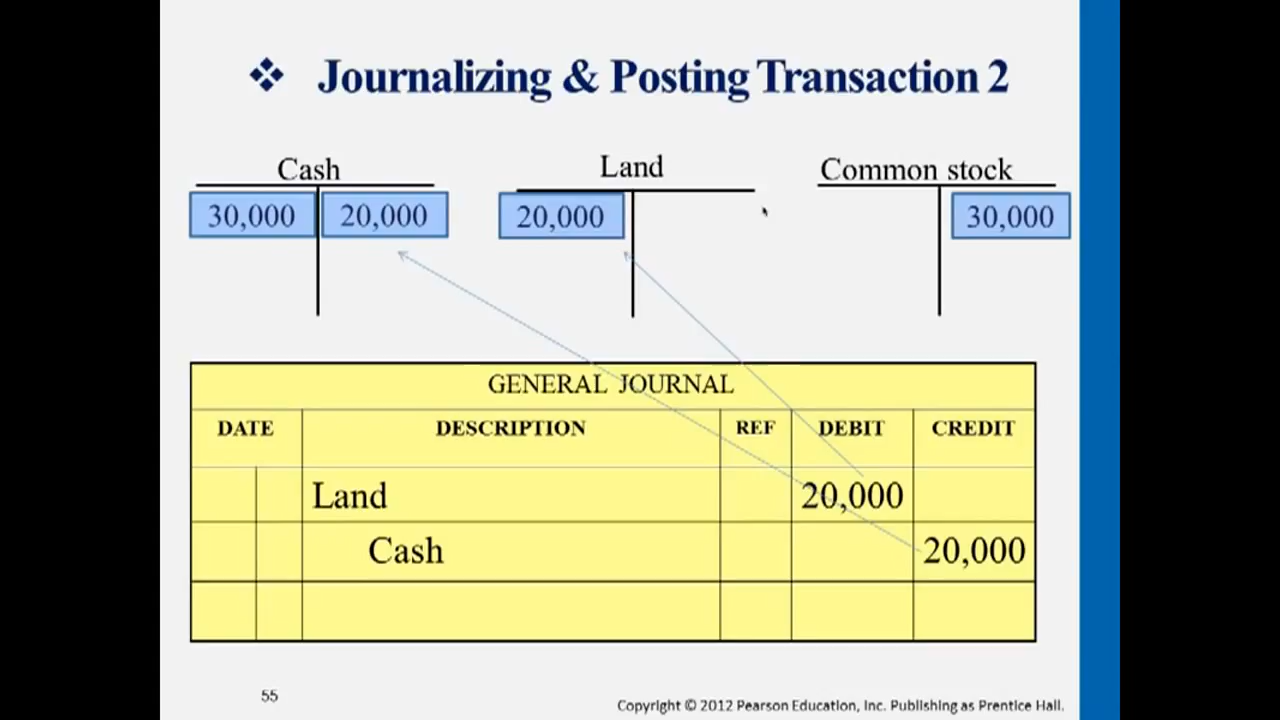 ❖ Journalizing & Posting Transaction 2
Cash Land Common stock
30,000 20,000 20,000 30,000
GENERAL JOURNAL
DATE DESCRIPTION REF DEBIT CREDIT
Land 20,000
Cash 20,000
55
Copyright © 2012 Pearson Education, Inc. Publishing as Prentice Hall.